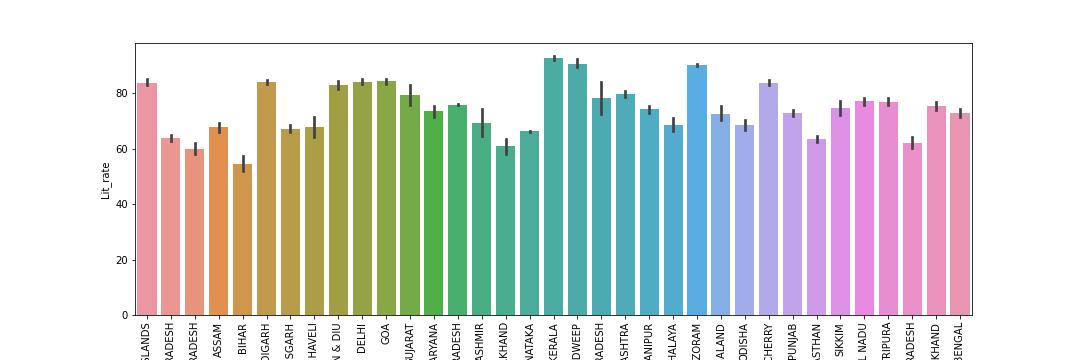 80
60
40
20
0
Lit_rate
SLANDS
RADESH
RADESH
ASSAM
BIHAR
DIGARH
SGARH
HAVELI
N & DIU
DELHI
GOA
UJARAT
ARYANA
RADESH
ASHMIR
KHAND
NATAKA
KERALA
DWEEP
RADESH
ASHTRA
ANIPUR
HALAYA
ZORAM
ALAND
ODISHA
CHERRY
PUNJAB
ASTHAN
SIKKIM
L NADU
RIPURA
RADESH
KHAND
BENGAL